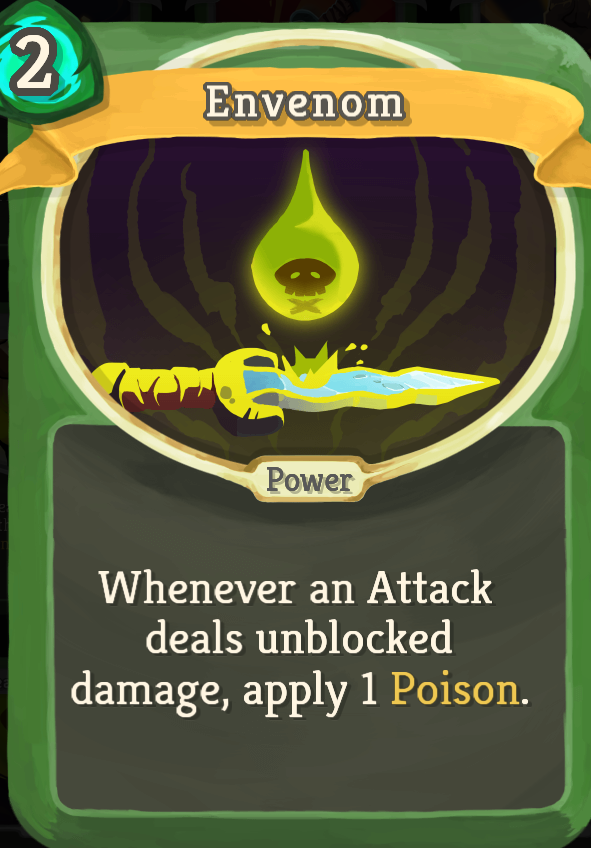 2
Envenom
Power
Whenever an Attack
deals unblocked
damage, apply 1 Poison.